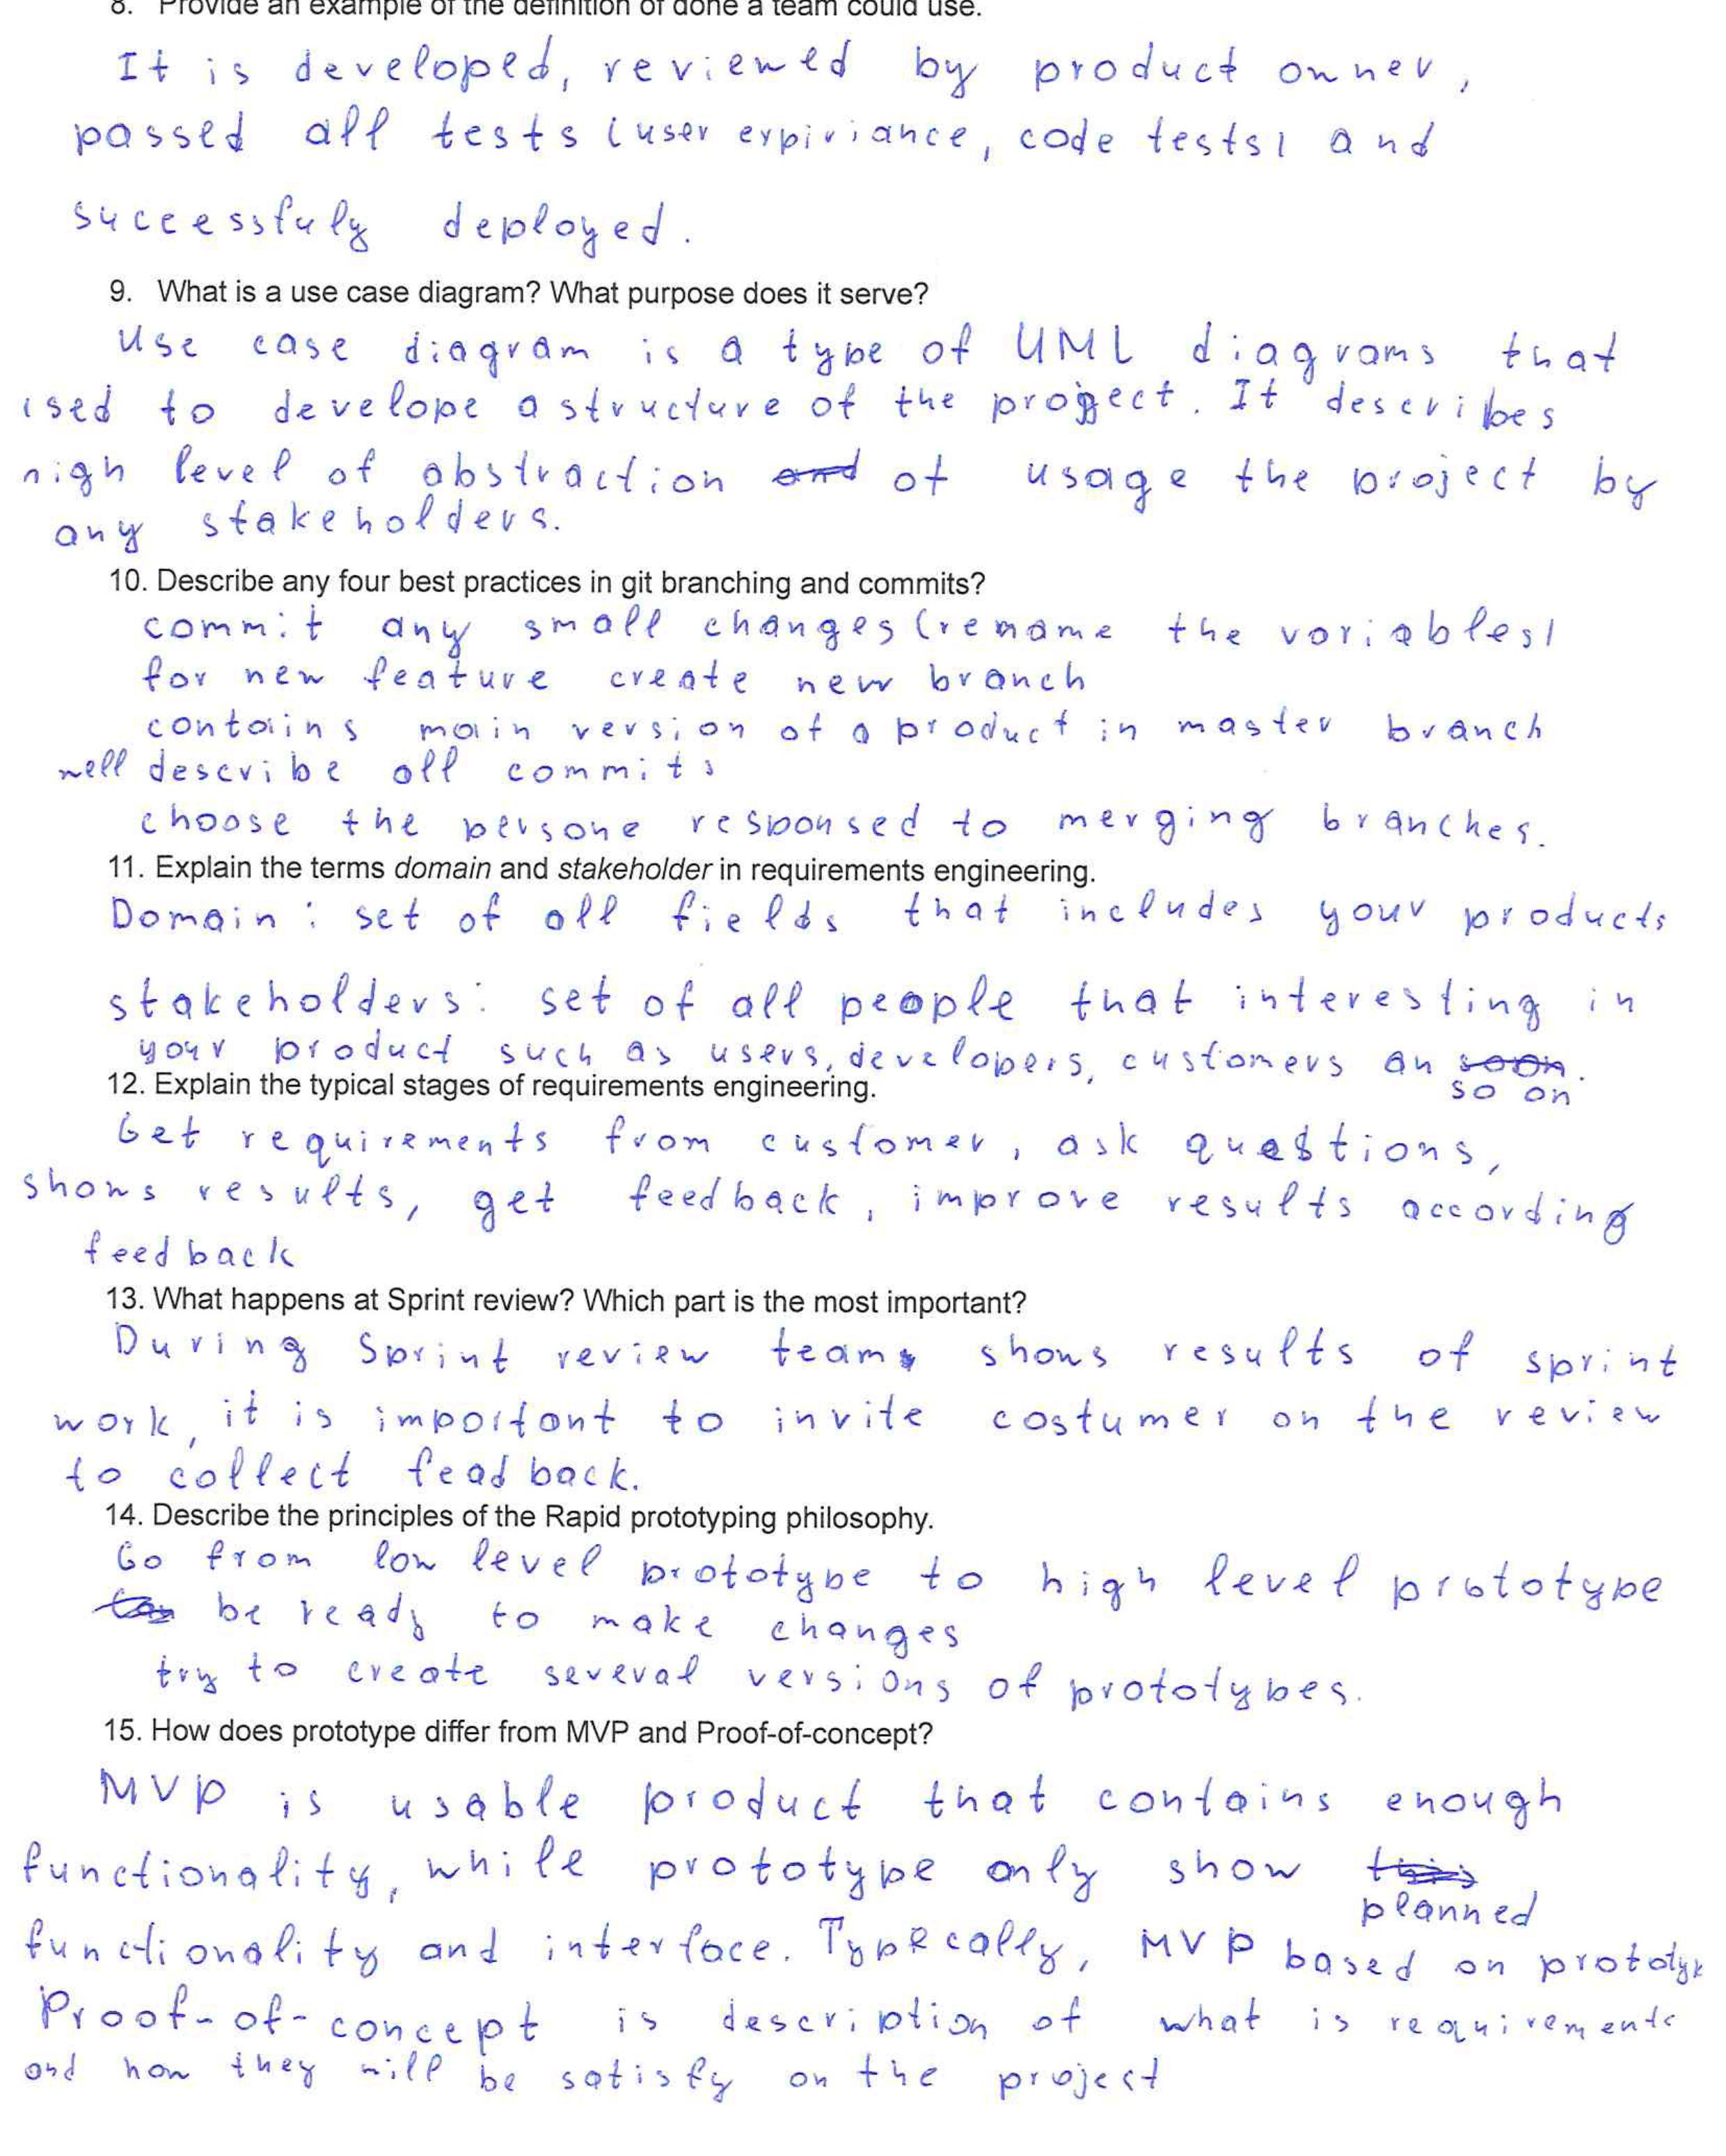 8. Provide an example of the definition of done a team could use.
It is developed, reviewed by product owner,
passed all tests (user expiriance, code tests) and
successfuly deployed.
9. What is a use case diagram? What purpose does it serve?
Use case diagram is a type of UML diagrams that
used to develope a structure of the project. It describes
high level of abstraction and of usage the project by
any stakeholders.
10. Describe any four best practices in git branching and commits?
commit any small changes (rename the variables)
for new feature create new branch
contains main version of a product in master branch
well describe all commits
choose the persone responsed to merging branches.
11. Explain the terms domain and stakeholder in requirements engineering.
Domain: set of all fields that includes your products
stakeholders: set of all people that interesting in
your product such as users, developers, customers an soon.
12. Explain the typical stages of requirements engineering.
so on
Get requirements from customer, ask questions,
shows results, get feedback, improve results according
feedback
13. What happens at Sprint review? Which part is the most important?
During Sprint review team shows results of sprint
work, it is important to invite costumer on the review
to collect feadback.
14. Describe the principles of the Rapid prototyping philosophy.
Go from low level prototype to high level prototype
be ready to make changes
try to create several versions of prototypes.
15. How does prototype differ from MVP and Proof-of-concept?
MVP is usable product that contains enough
functionality, while prototype only show
planned
functionality and interface. Typecally, MVP based on prototype
Proof-of-concept is description of what is requirements
and how they will be satisfy on the project